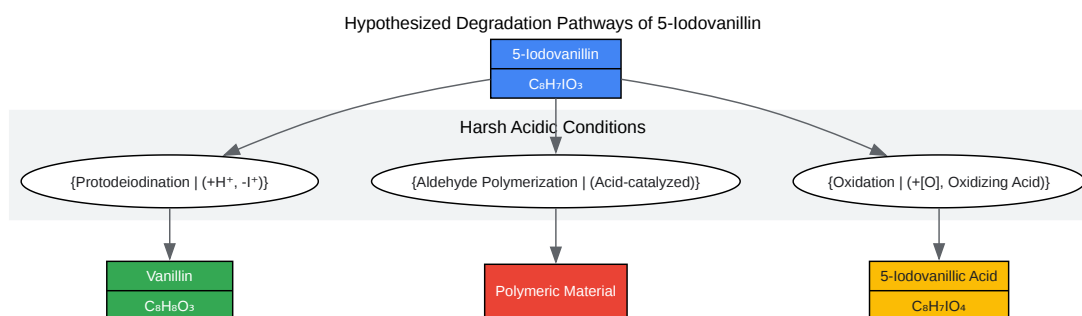 Hypothesized Degradation Pathways of 5-Iodovanillin
5-Iodovanillin
C₈H₇IO₃
Harsh Acidic Conditions
{Protodeiodination | (+H⁺, -I⁺)}
{Aldehyde Polymerization | (Acid-catalyzed)}
{Oxidation | (+[O], Oxidizing Acid)}
Vanillin
C₈H₈O₃
Polymeric Material
5-Iodovanillic Acid
C₈H₇IO₄